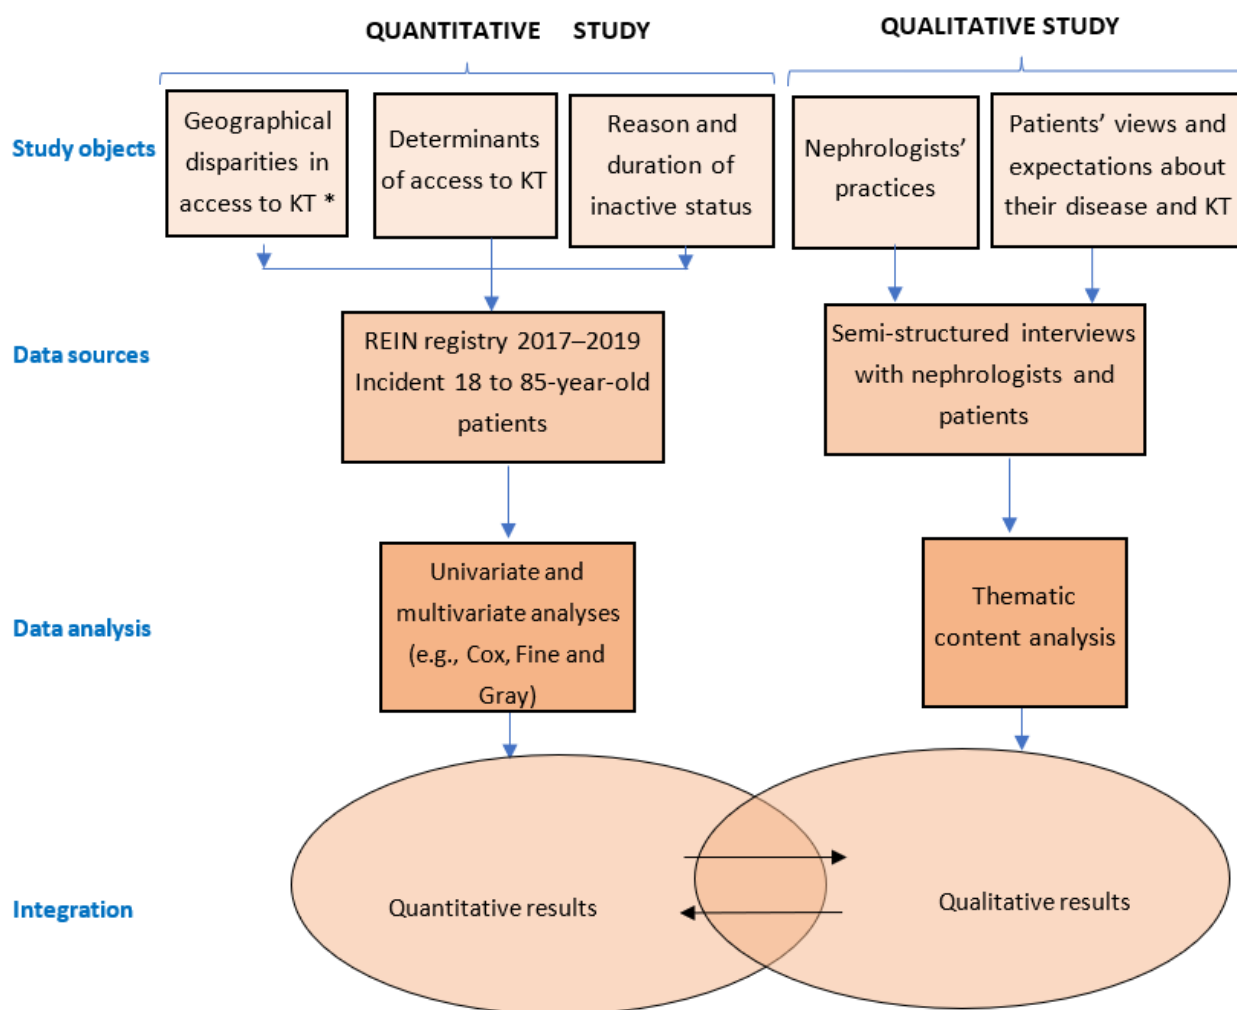 QUANTITATIVE STUDY
QUALITATIVE STUDY
Study objects
Geographical
disparities in
access to KT *
Determinants
of access to KT
Reason and
duration of
inactive status
Nephrologists’
practices
Patients’ views and
expectations about
their disease and KT
Data sources
REIN registry 2017–2019
Incident 18 to 85-year-old
patients
Semi-structured interviews
with nephrologists and
patients
Data analysis
Univariate and
multivariate analyses
(e.g., Cox, Fine and
Gray)
Thematic
content analysis
Integration
Quantitative results
Qualitative results